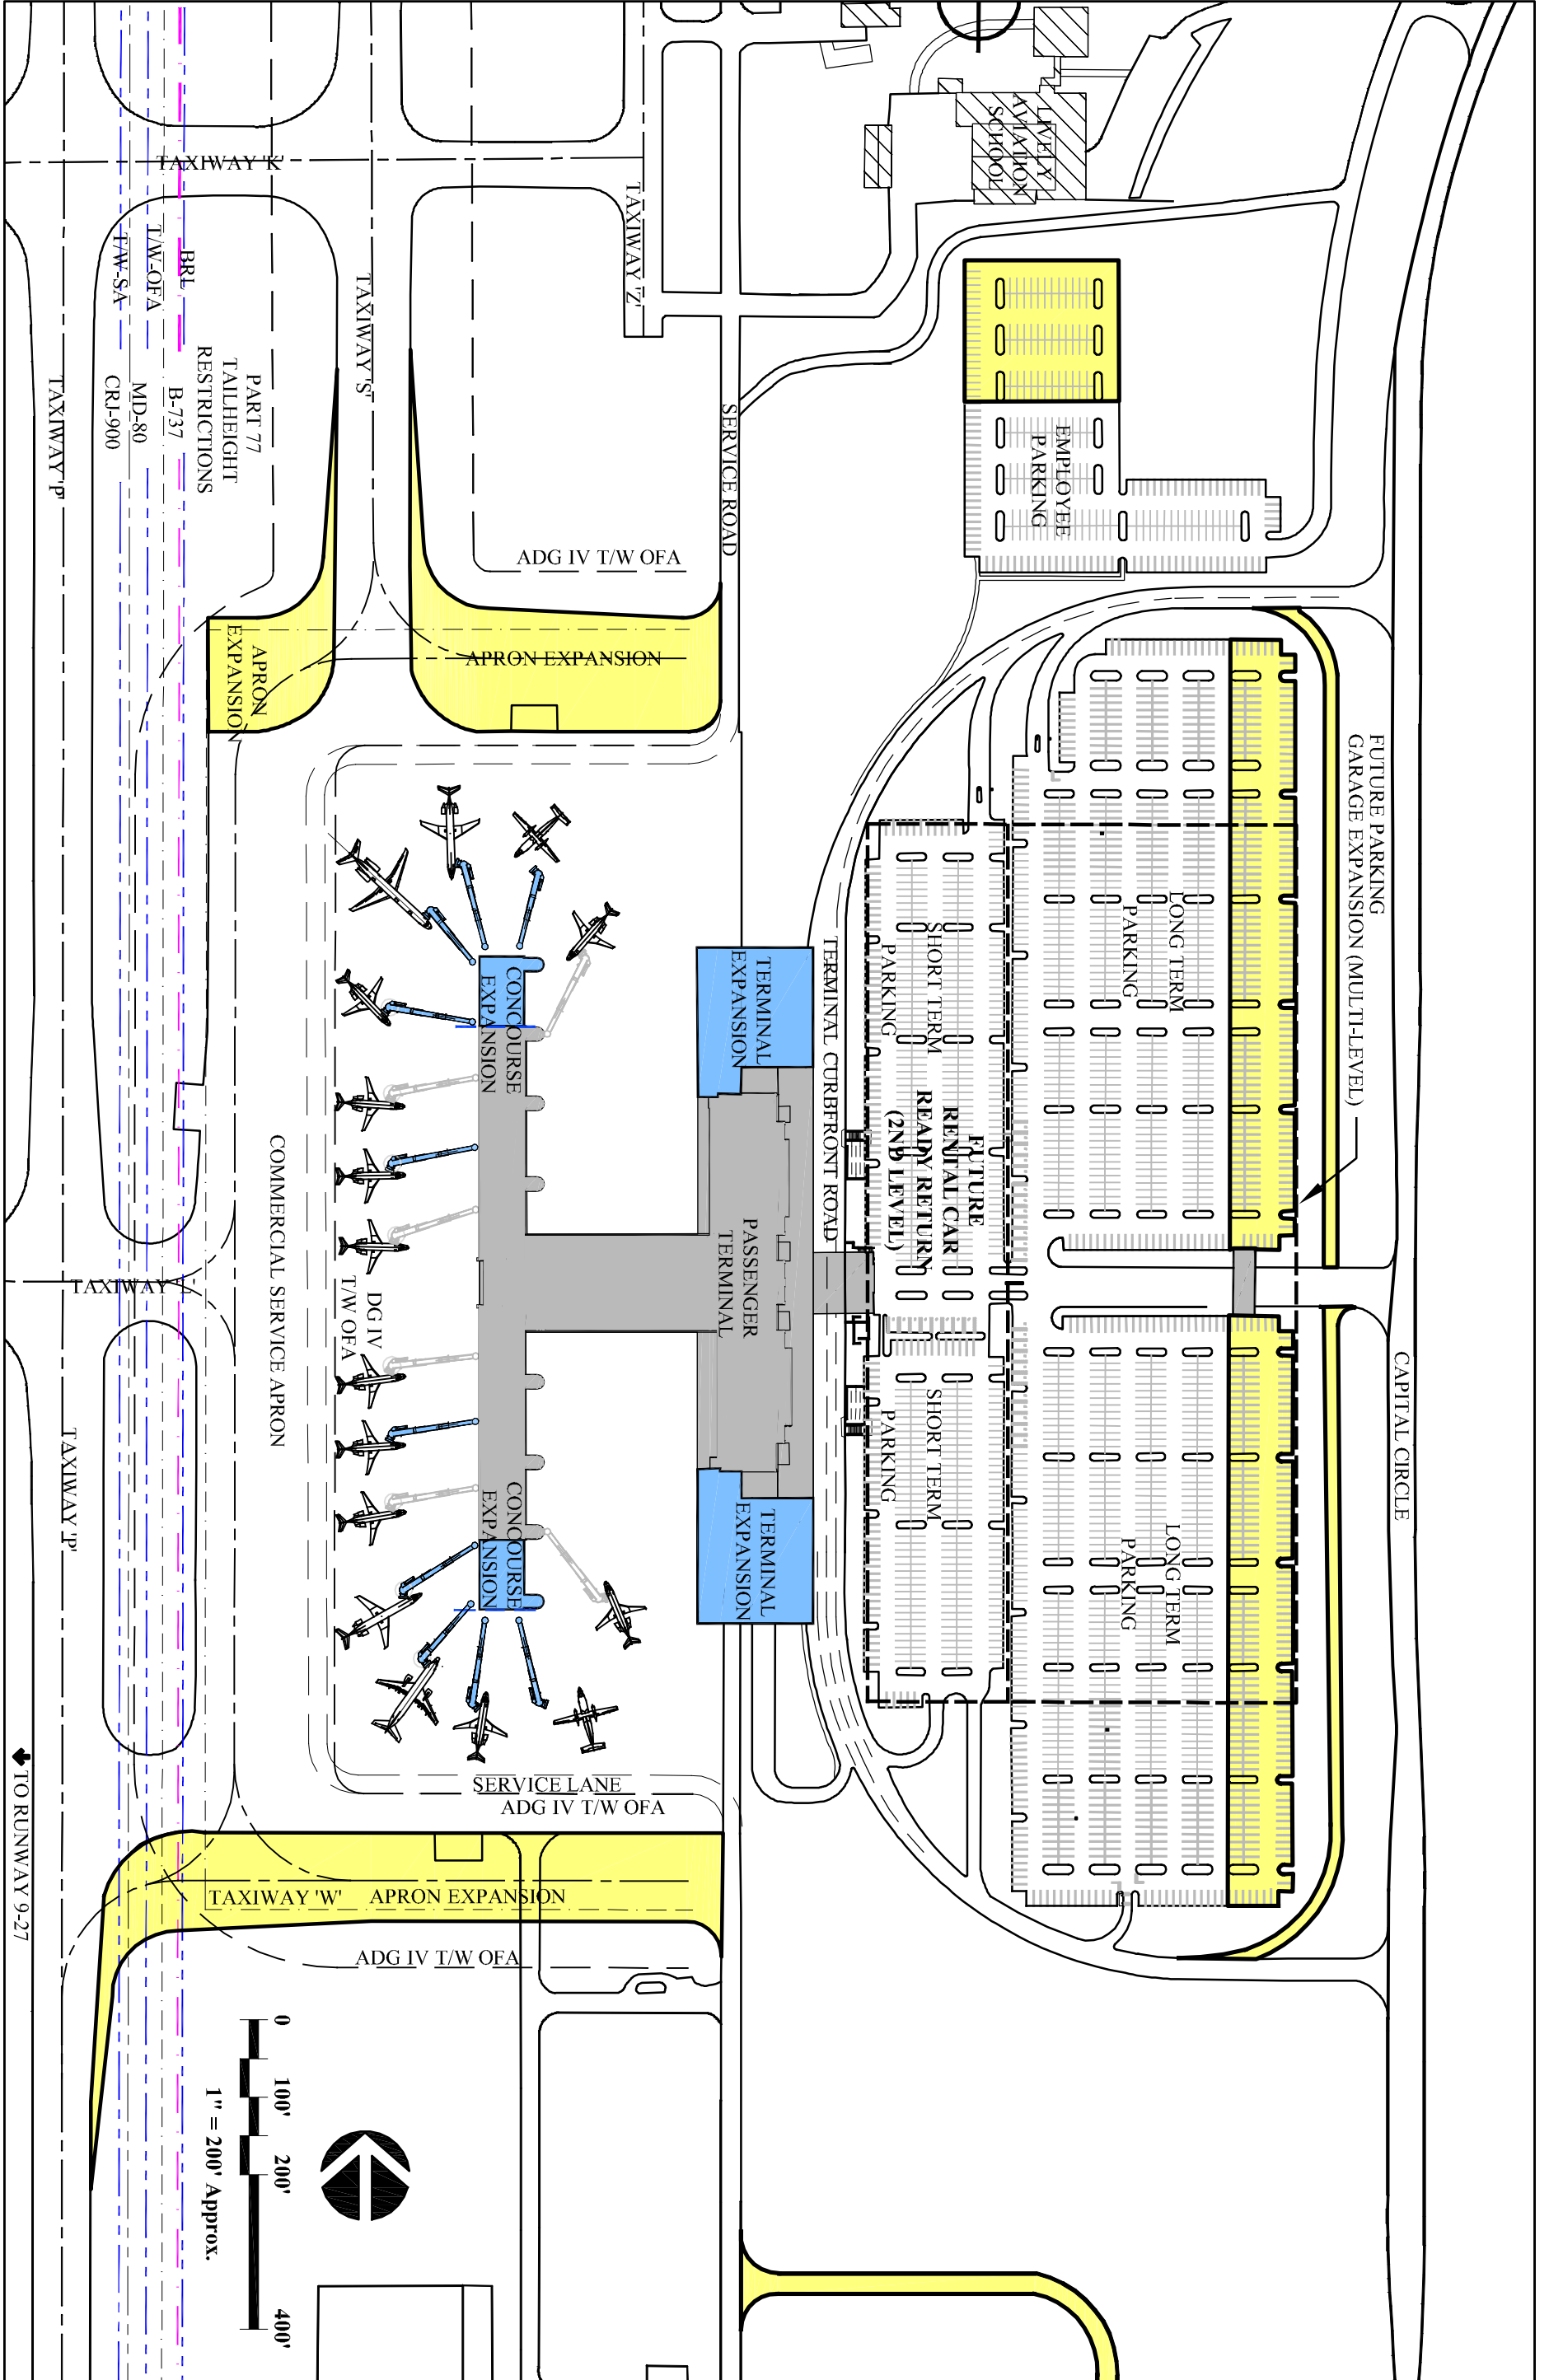 LIVELY
AVIATION
SCHOOL
TAXIWAY 'K'
TAXIWAY 'Z'
BRL
T/W-OFA
T/W-SA
TAXIWAY 'S'
PART 77
TAILHEIGHT
RESTRICTIONS
B-737
MD-80
CRJ-900
TAXIWAY 'P'
SERVICE ROAD
EMPLOYEE
PARKING
ADG IV T/W OFA
APRON EXPANSION
APRON
EXPANSION
FUTURE PARKING
GARAGE EXPANSION (MULTI-LEVEL)
LONG TERM
PARKING
SHORT TERM
PARKING
TERMINAL CURBFRONT ROAD
TERMINAL
EXPANSION
CONCOURSE
EXPANSION
FUTURE
RENTAL CAR
READY RETURN
(2ND LEVEL)
PASSENGER
TERMINAL
COMMERCIAL SERVICE APRON
DG IV
T/W OFA
TAXIWAY 'L'
CAPITAL CIRCLE
SHORT TERM
PARKING
LONG TERM
PARKING
TERMINAL
EXPANSION
CONCOURSE
EXPANSION
TAXIWAY 'P'
TO RUNWAY 9-27
SERVICE LANE
ADG IV T/W OFA
TAXIWAY 'W'
APRON EXPANSION
ADG IV T/W OFA
0 100' 200' 400'
1" = 200' Approx.